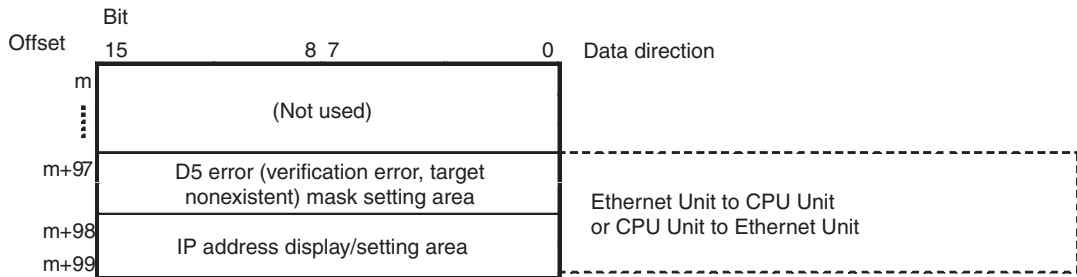 Bit
Offset 15 8 7 0 Data direction
m
(Not used)
m+97
D5 error (verification error, target
nonexistent) mask setting area
Ethernet Unit to CPU Unit
or CPU Unit to Ethernet Unit
m+98
IP address display/setting area
m+99